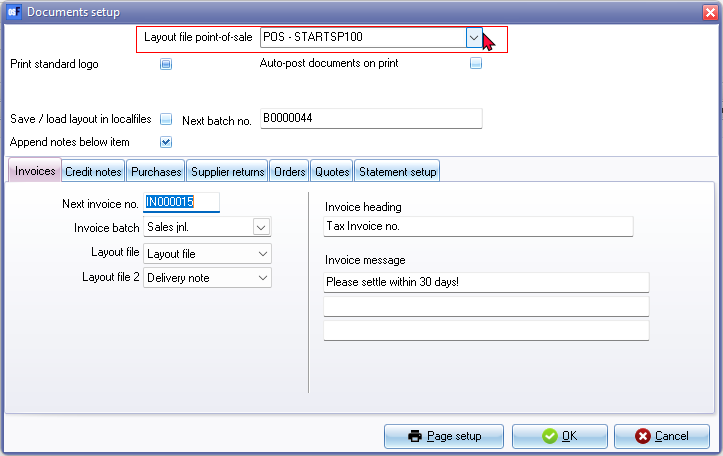 Documents setup
Layout file point-of-sale POS - STARTSP100
Print standard logo Auto-post documents on print
Save / load layout in localfiles Next batch no. B0000044
Append notes below item
Invoices Credit notes Purchases Supplier returns Orders Quotes Statement setup
Next invoice no. IN000015
Invoice batch Sales jnl.
Layout file Layout file
Layout file 2 Delivery note
Invoice heading
Tax Invoice no.
Invoice message
Please settle within 30 days!
Page setup OK Cancel